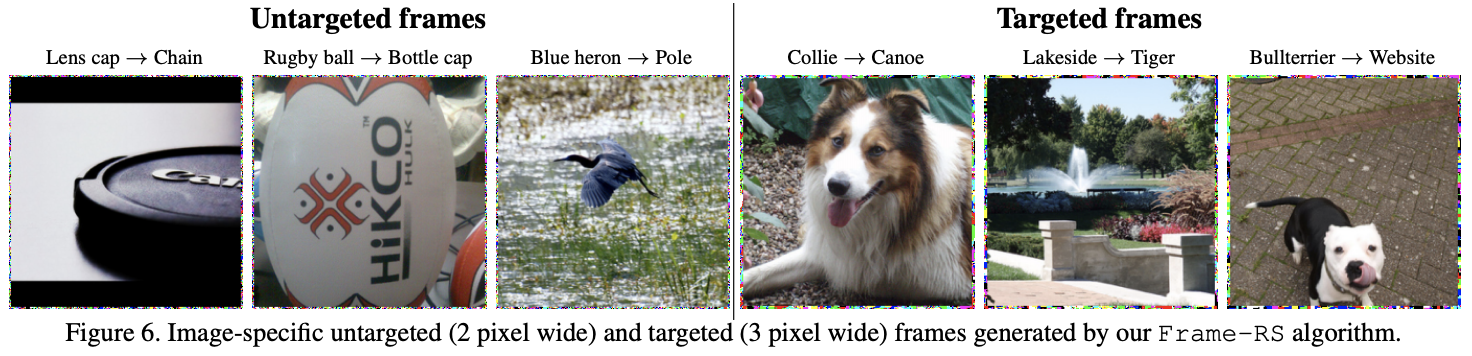 Untargeted frames
Targeted frames
Lens cap → Chain
Rugby ball → Bottle cap
Blue heron → Pole
Collie → Canoe
Lakeside → Tiger
Bullterrier → Website
Can
HiKCO
™
HULK
Figure 6. Image-specific untargeted (2 pixel wide) and targeted (3 pixel wide) frames generated by our Frame-RS algorithm.